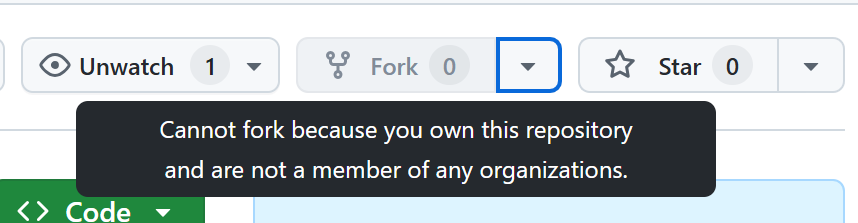 Unwatch 1 Fork 0 Star 0
Cannot fork because you own this repository
and are not a member of any organizations.
Code